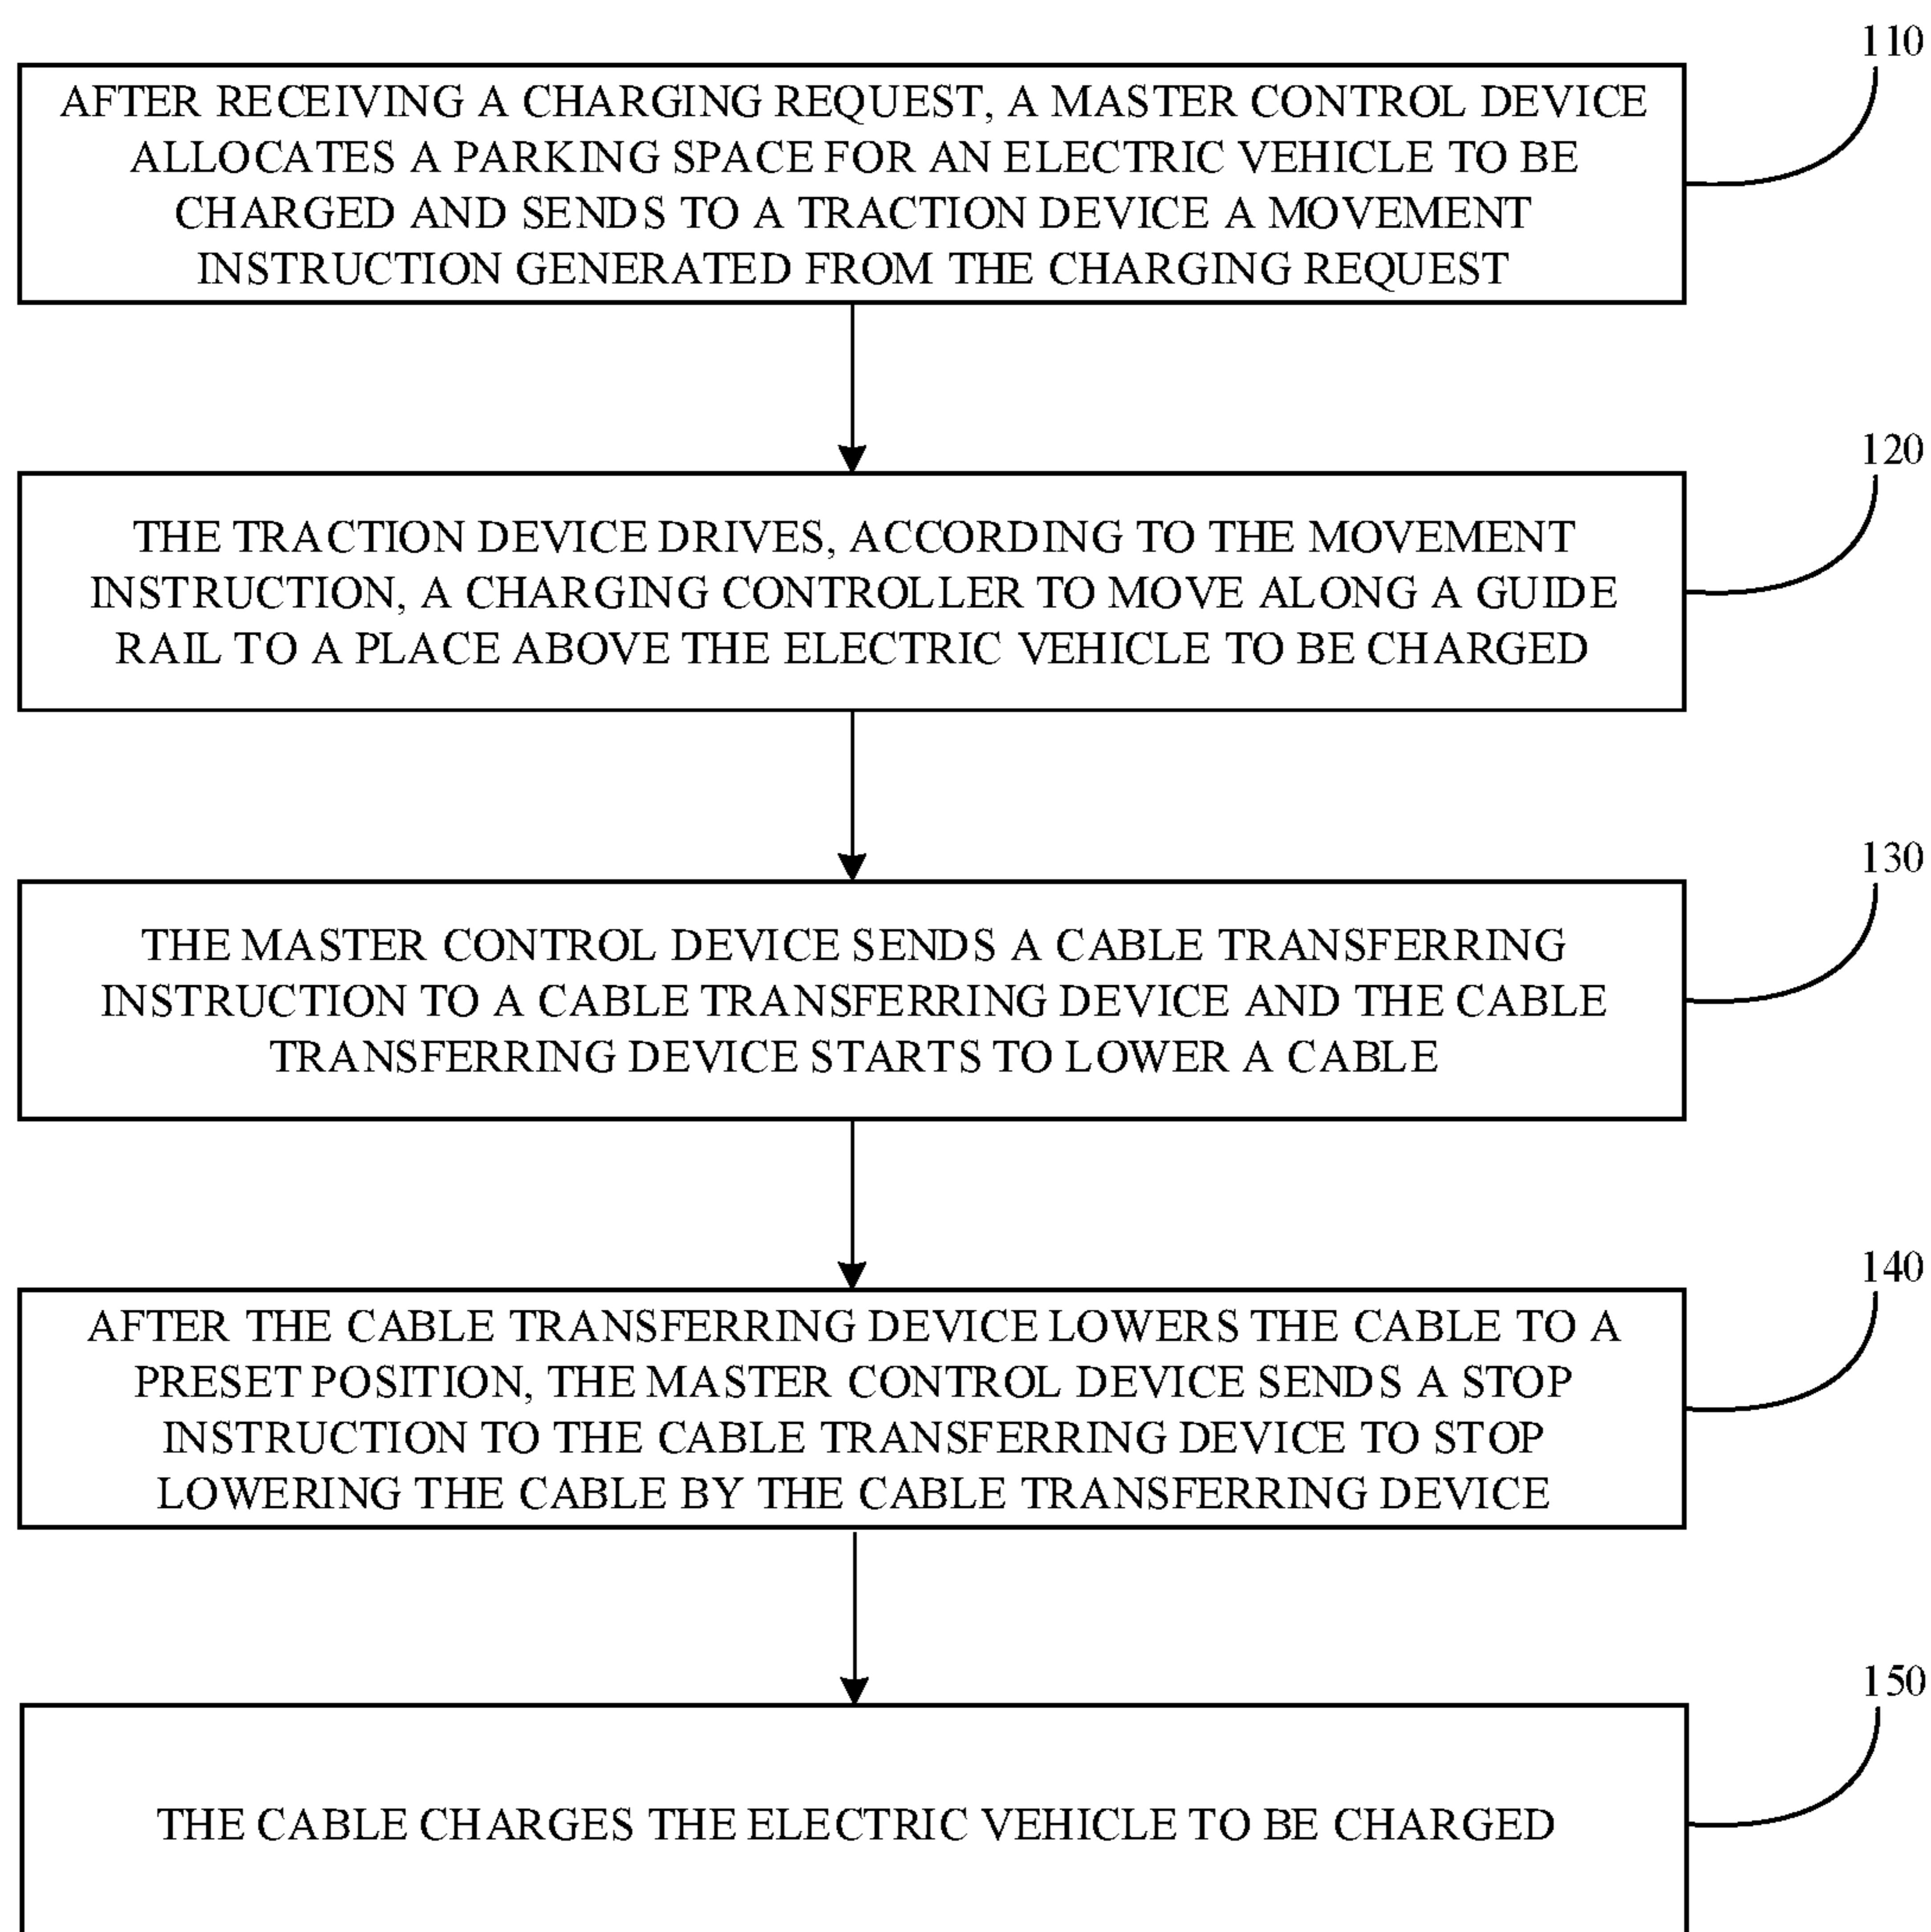 110
AFTER RECEIVING A CHARGING REQUEST, A MASTER CONTROL DEVICE
ALLOCATES A PARKING SPACE FOR AN ELECTRIC VEHICLE TO BE
CHARGED AND SENDS TO A TRACTION DEVICE A MOVEMENT
INSTRUCTION GENERATED FROM THE CHARGING REQUEST
120
THE TRACTION DEVICE DRIVES, ACCORDING TO THE MOVEMENT
INSTRUCTION, A CHARGING CONTROLLER TO MOVE ALONG A GUIDE
RAIL TO A PLACE ABOVE THE ELECTRIC VEHICLE TO BE CHARGED
130
THE MASTER CONTROL DEVICE SENDS A CABLE TRANSFERRING
INSTRUCTION TO A CABLE TRANSFERRING DEVICE AND THE CABLE
TRANSFERRING DEVICE STARTS TO LOWER A CABLE
140
AFTER THE CABLE TRANSFERRING DEVICE LOWERS THE CABLE TO A
PRESET POSITION, THE MASTER CONTROL DEVICE SENDS A STOP
INSTRUCTION TO THE CABLE TRANSFERRING DEVICE TO STOP
LOWERING THE CABLE BY THE CABLE TRANSFERRING DEVICE
150
THE CABLE CHARGES THE ELECTRIC VEHICLE TO BE CHARGED